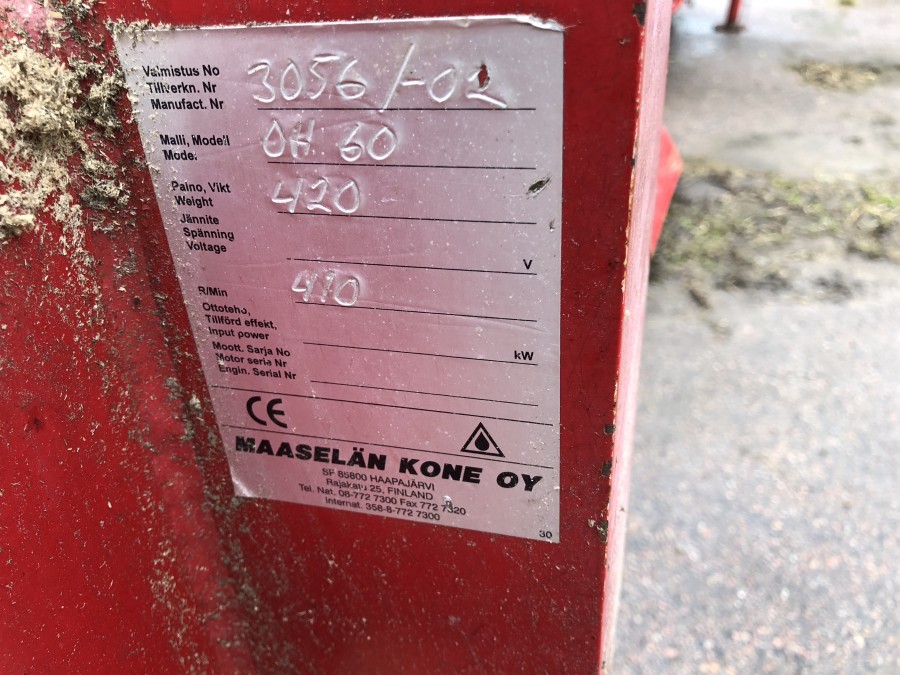 Valmistus No
Tillverkn. Nr
Manufact. Nr 3056/-02
Malli, Modell
Model OH 60
Paino, Vikt
Weight 420
Jännite
Spänning
Voltage V
R/Min 410
Ottoteho,
Tillförd effekt,
Input power kW
Moott. Sarja No
Motor serie Nr
Engin. Serial Nr
CE
MAASELÄN KONE OY
SF 85800 HAAPAJÄRVI
Rajakatu 25, FINLAND
Tel. Nat. 08-772 7300 Fax 772 7320
Internat. 358-8-772 7300
30